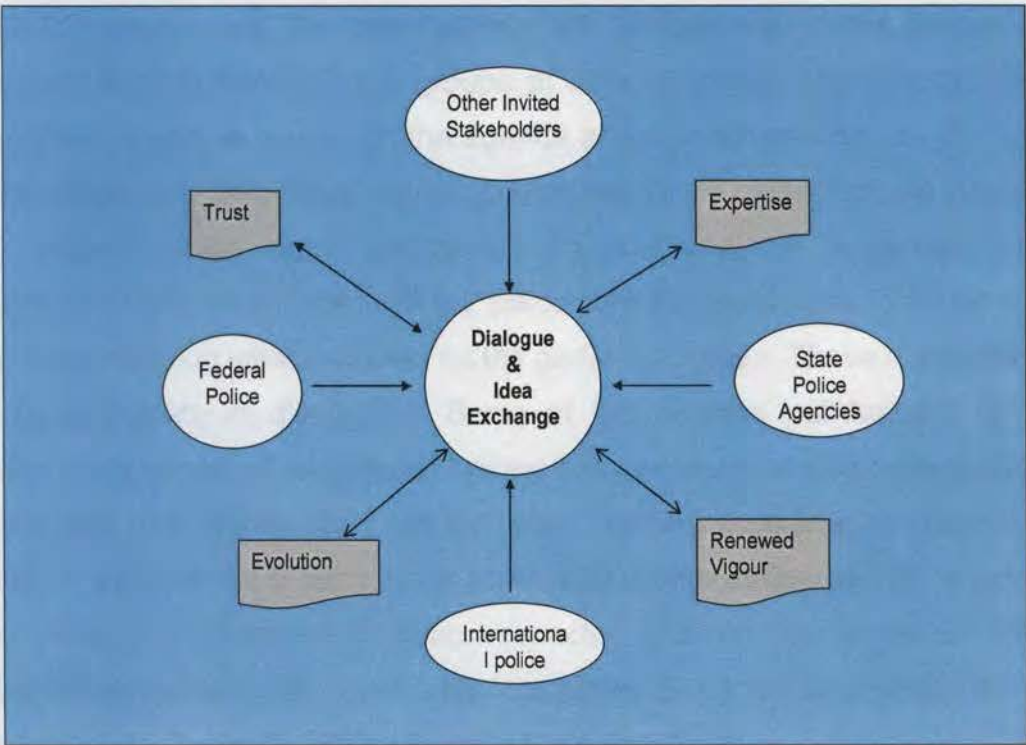 Other Invited
Stakeholders
Trust
Expertise
Dialogue
&
Idea
Exchange
Federal
Police
State
Police
Agencies
Evolution
Renewed
Vigour
Internationa
l police